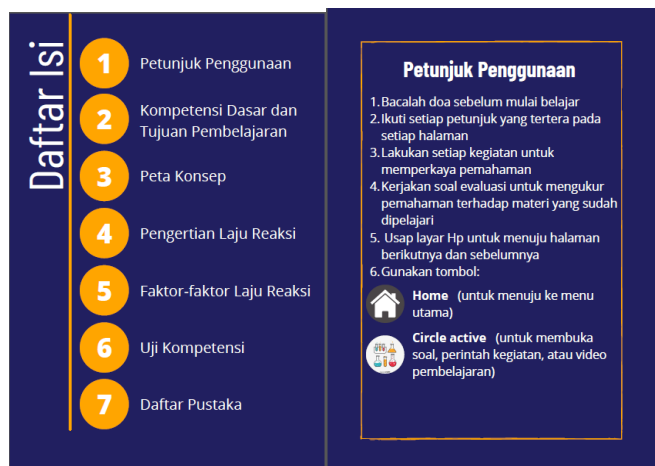 Daftar Isi
1 Petunjuk Penggunaan
2 Kompetensi Dasar dan
Tujuan Pembelajaran
3 Peta Konsep
4 Pengertian Laju Reaksi
5 Faktor-faktor Laju Reaksi
6 Uji Kompetensi
7 Daftar Pustaka
Petunjuk Penggunaan
1. Bacalah doa sebelum mulai belajar
2. Ikuti setiap petunjuk yang tertera pada
setiap halaman
3. Lakukan setiap kegiatan untuk
memperkaya pemahaman
4. Kerjakan soal evaluasi untuk mengukur
pemahaman terhadap materi yang sudah
dipelajari
5. Usap layar Hp untuk menuju halaman
berikutnya dan sebelumnya
6. Gunakan tombol:
Home (untuk menuju ke menu
utama)
Circle active (untuk membuka
soal, perintah kegiatan, atau video
pembelajaran)